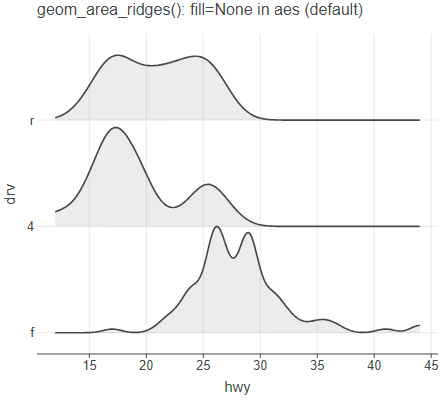 geom_area_ridges(): fill=None in aes (default)
r
4
f
drv
15 20 25 30 35 40 45
hwy